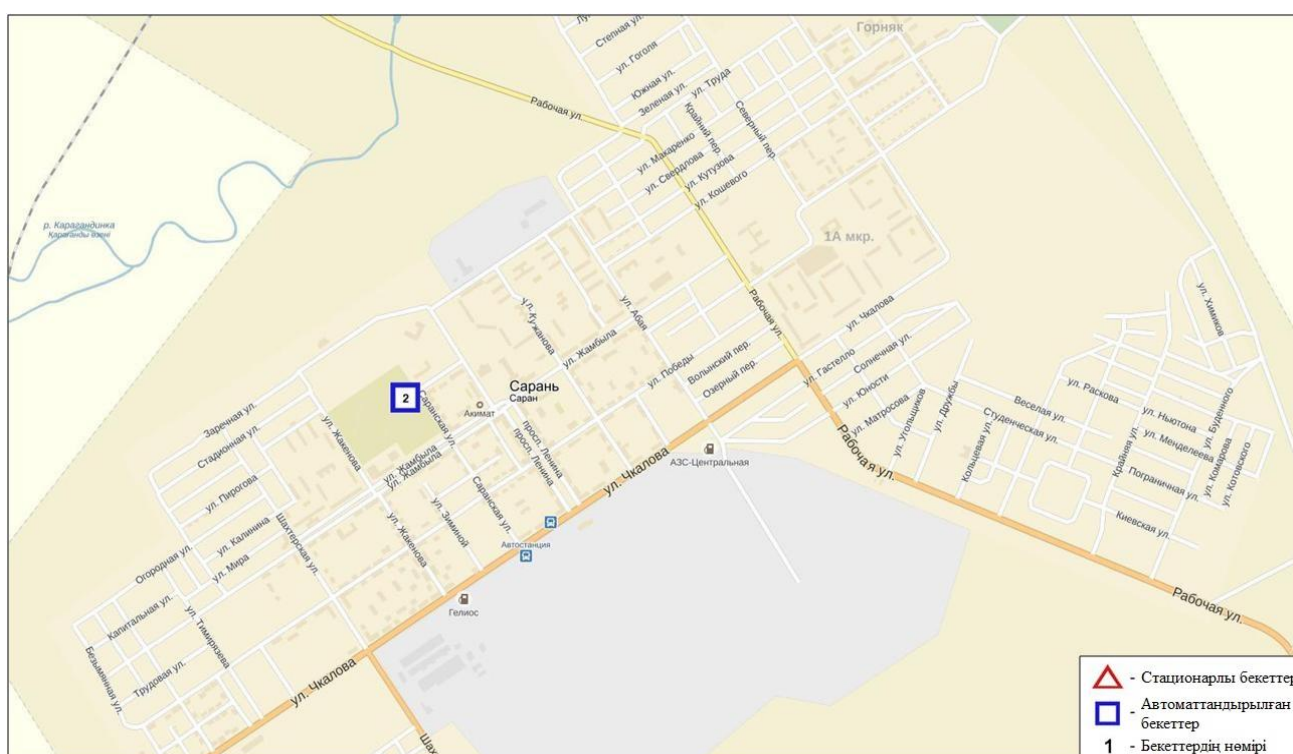 Горняк
Степная ул.
ул. Гоголя
Южная ул.
Зеленая ул.
ул. Труда
Рабочая ул.
Крайний пер.
Северный пер.
ул. Макаренко
ул. Свердлова
ул. Кутузова
ул. Кошевого
р. Карагандинка
Қарағанды өзені
1А мкр.
ул. Химиков
ул. Кужанова
ул. Абая
Рабочая ул.
ул. Чкалова
ул. Жамбыла
ул. Победы
Волынский пер.
Озерный пер.
ул. Гастелло
Солнечная ул.
ул. Юности
ул. Матросова
ул. Угольщиков
ул. Дружбы
Сарань
Саран
2
Акимат
Саранская ул.
Заречная ул.
Стадионная ул.
ул. Жакенова
просп. Ленина
просп. Ленина
ул. Раскова
Веселая ул.
Студенческая ул.
Кольцевая ул.
ул. Ньютона
ул. Менделеева
ул. Буденного
Крайняя ул.
Пограничная ул.
ул. Комарова
ул. Котовского
Киевская ул.
АЗС-Центральная
ул. Чкалова
Рабочая ул.
ул. Жамбыла
ул. Жамбыла
ул. Пирогова
Саранская ул.
ул. Зиминой
ул. Жакенова
Шахтерская ул.
ул. Калинина
ул. Мира
Огородная ул.
Автостанция
Капитальная ул.
ул. Тимирязева
Гелиос
Рабочая ул.
Безымянная ул.
Трудовая ул.
ул. Чкалова
- Стационарлы бекеттер
- Автоматтандырылған
бекеттер
1 - Бекеттердің нөмірі